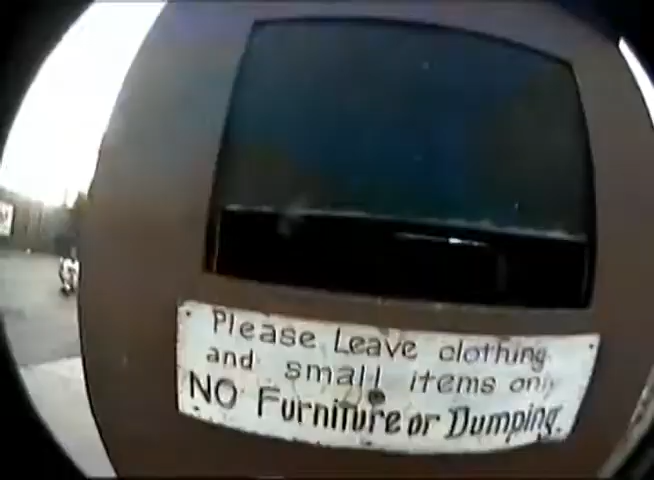 Please Leave clothing
and small items only
NO Furniture or Dumping.